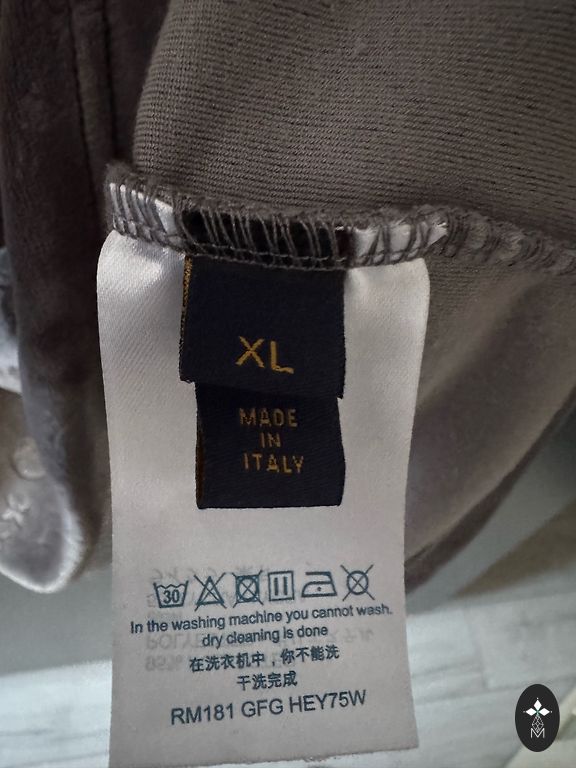 XL
MADE
IN
ITALY
30
In the washing machine you cannot wash.
dry cleaning is done
在洗衣机中，你不能洗
干洗完成
RM181 GFG HEY75W
M